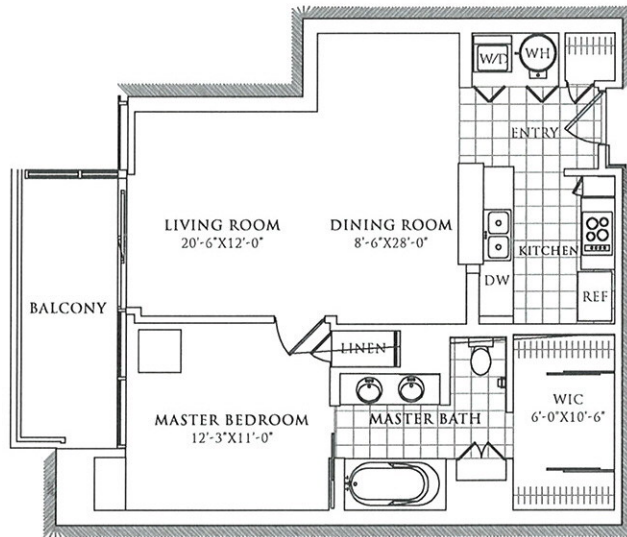 W/D
WH
ENTRY
LIVING ROOM
20'-6"X12'-0"
DINING ROOM
8'-6"X28'-0"
KITCHEN
DW
REF
BALCONY
LINEN
MASTER BEDROOM
12'-3"X11'-0"
MASTER BATH
WIC
6'-0"X10'-6"